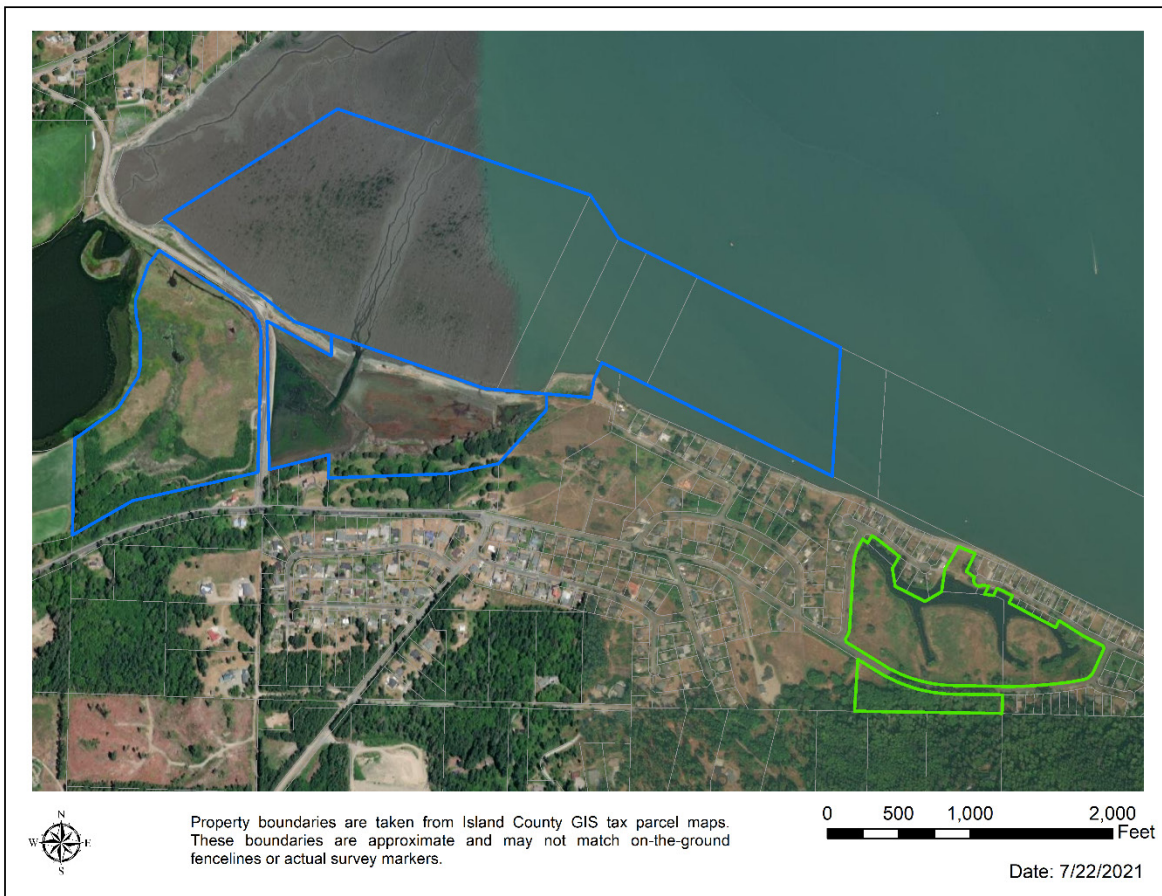 N
W E
S
Property boundaries are taken from Island County GIS tax parcel maps.
These boundaries are approximate and may not match on-the-ground
fencelines or actual survey markers.
0 500 1,000 2,000
Feet
Date: 7/22/2021